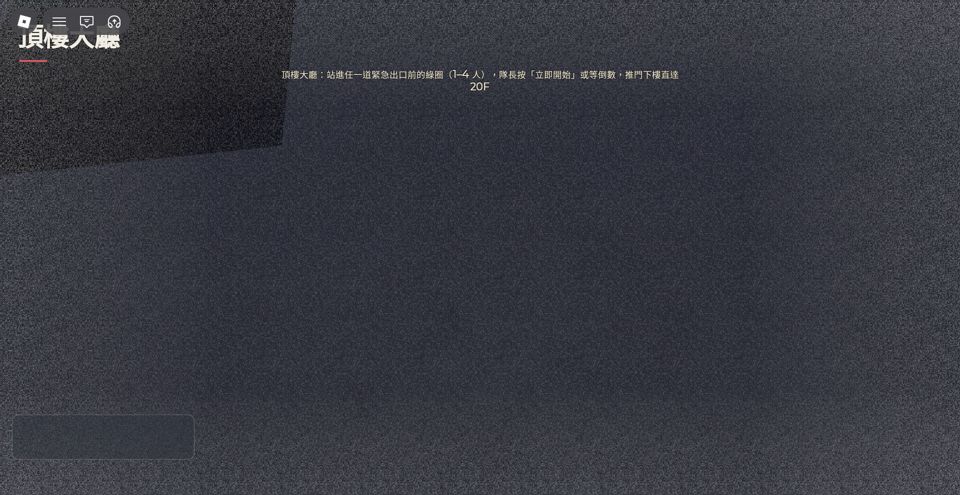 頂樓大廳
頂樓大廳：站進任一道緊急出口前的綠圈（1–4 人），隊長按「立即開始」或等倒數，推門下樓直達
20F